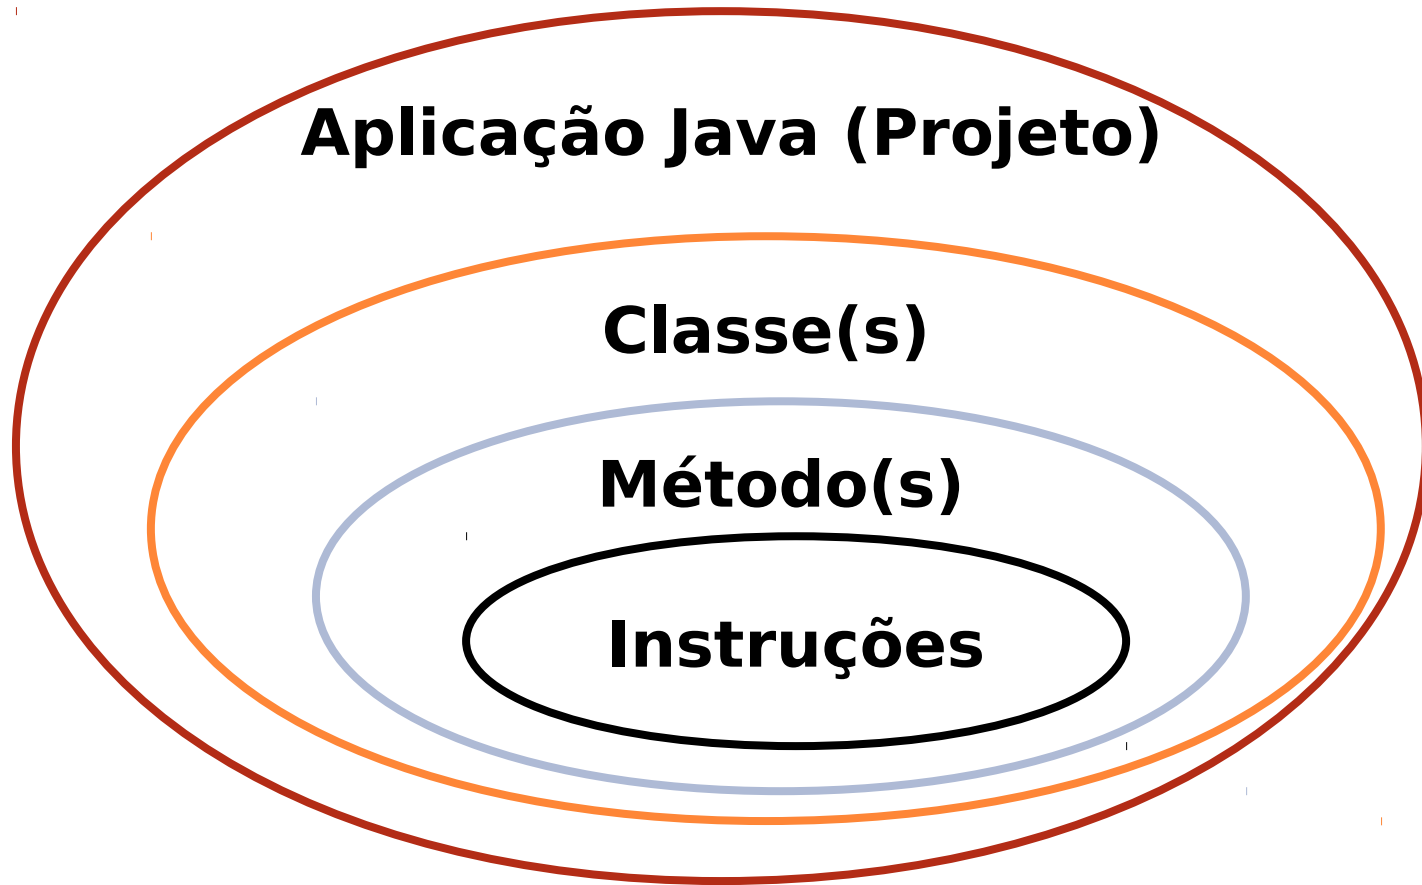 Aplicação Java (Projeto)
Classe(s)
Método(s)
Instruções